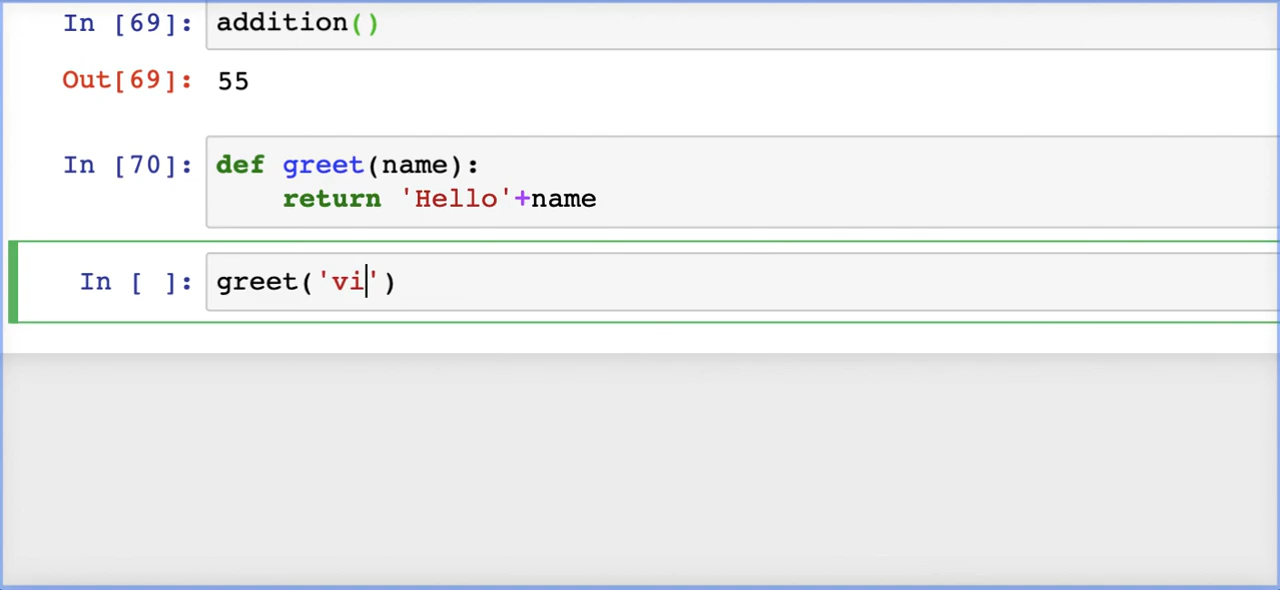 In [69]: addition()
Out[69]: 55
In [70]: def greet(name):
    return 'Hello'+name
In [ ]: greet('vi')